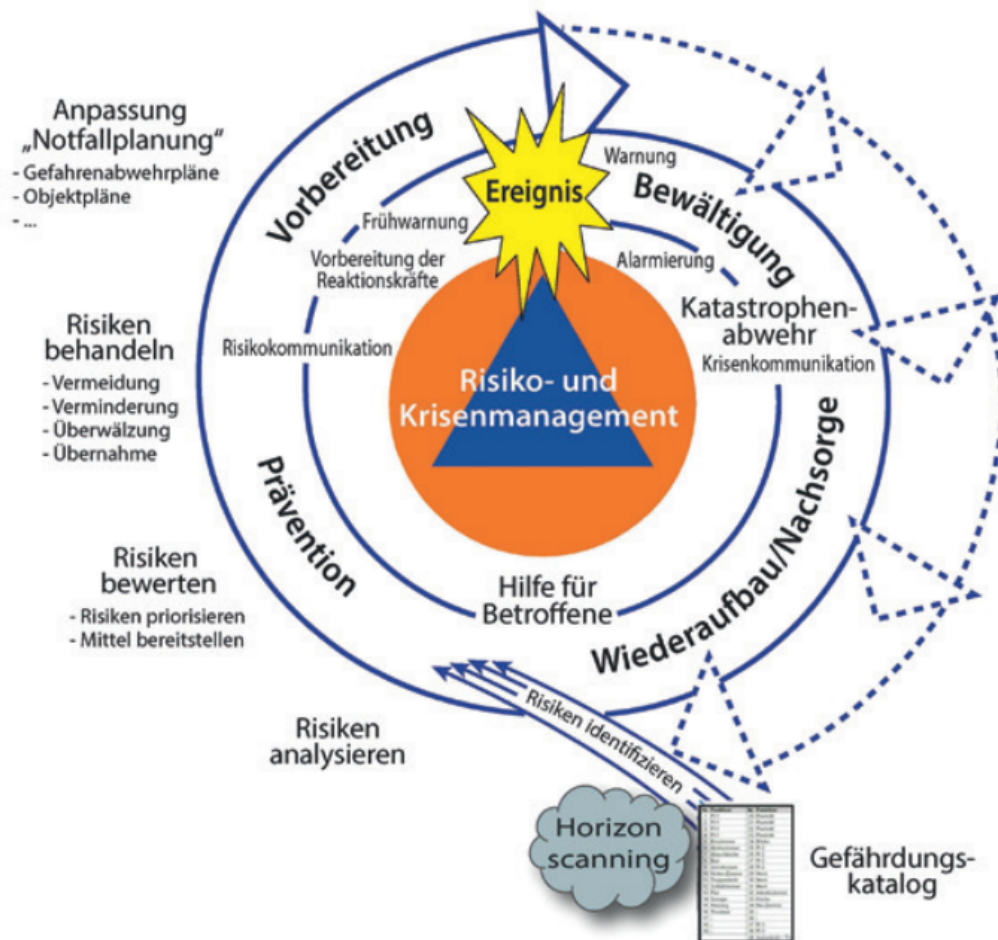 Anpassung
„Notfallplanung“
- Gefahrenabwehrpläne
- Objektpläne
- ...
Risiken
behandeln
- Vermeidung
- Verminderung
- Überwälzung
- Übernahme
Risiken
bewerten
- Risiken priorisieren
- Mittel bereitstellen
Risiken
analysieren
Vorbereitung
Prävention
Frühwarnung
Vorbereitung der
Reaktionskräfte
Risikokommunikation
Ereignis
Warnung
Bewältigung
Alarmierung
Katastrophen-
abwehr
Krisenkommunikation
Risiko- und
Krisenmanagement
Hilfe für
Betroffene
Wiederaufbau/Nachsorge
Risiken identifizieren
Horizon
scanning
Gefährdungs-
katalog